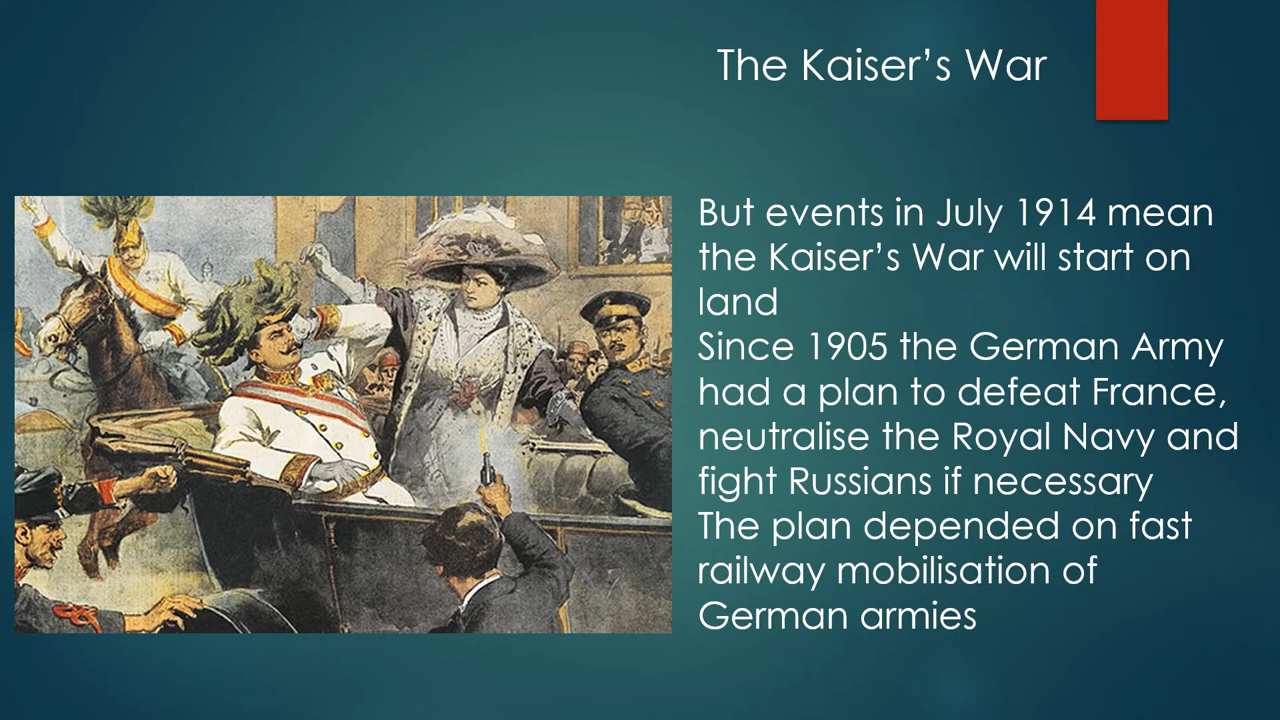 The Kaiser’s War
But events in July 1914 mean
the Kaiser’s War will start on
land
Since 1905 the German Army
had a plan to defeat France,
neutralise the Royal Navy and
fight Russians if necessary
The plan depended on fast
railway mobilisation of
German armies